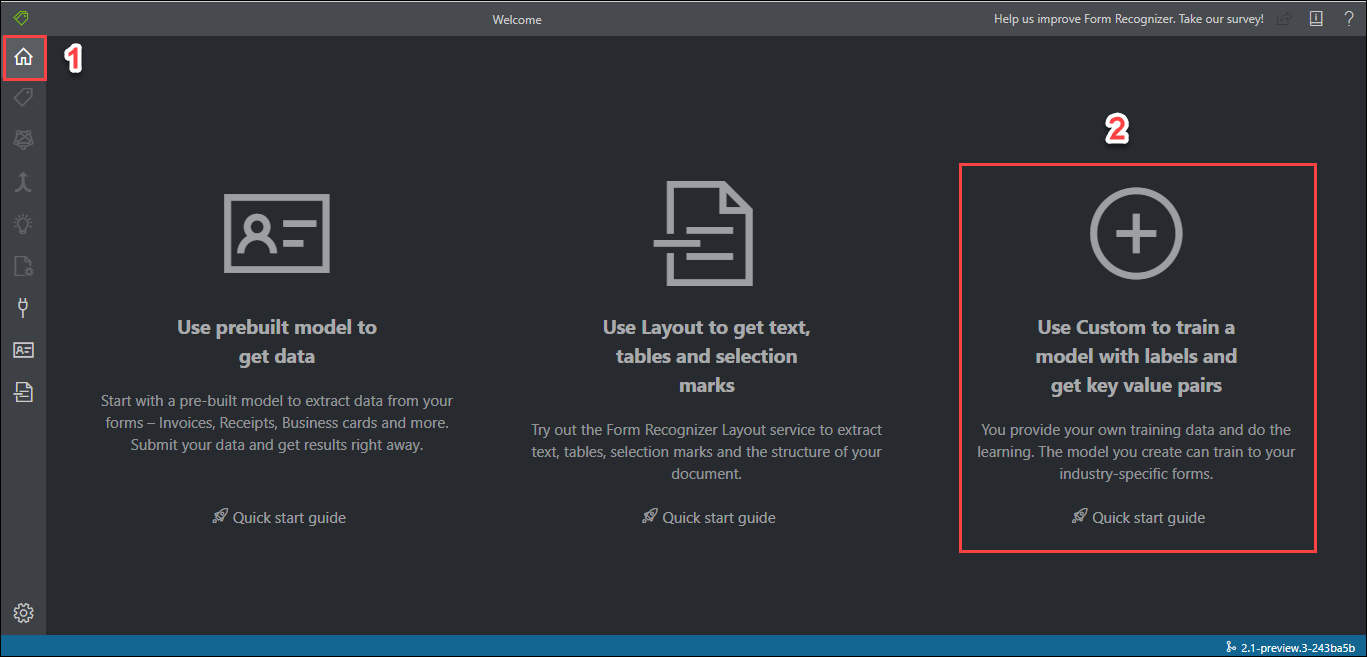 Welcome
Help us improve Form Recognizer. Take our survey!
?
1
2
Use prebuilt model to
get data
Start with a pre-built model to extract data from your
forms – Invoices, Receipts, Business cards and more.
Submit your data and get results right away.
Quick start guide
Use Layout to get text,
tables and selection
marks
Try out the Form Recognizer Layout service to extract
text, tables, selection marks and the structure of your
document.
Quick start guide
Use Custom to train a
model with labels and
get key value pairs
You provide your own training data and do the
learning. The model you create can train to your
industry-specific forms.
Quick start guide
2.1-preview.3-243ba5b